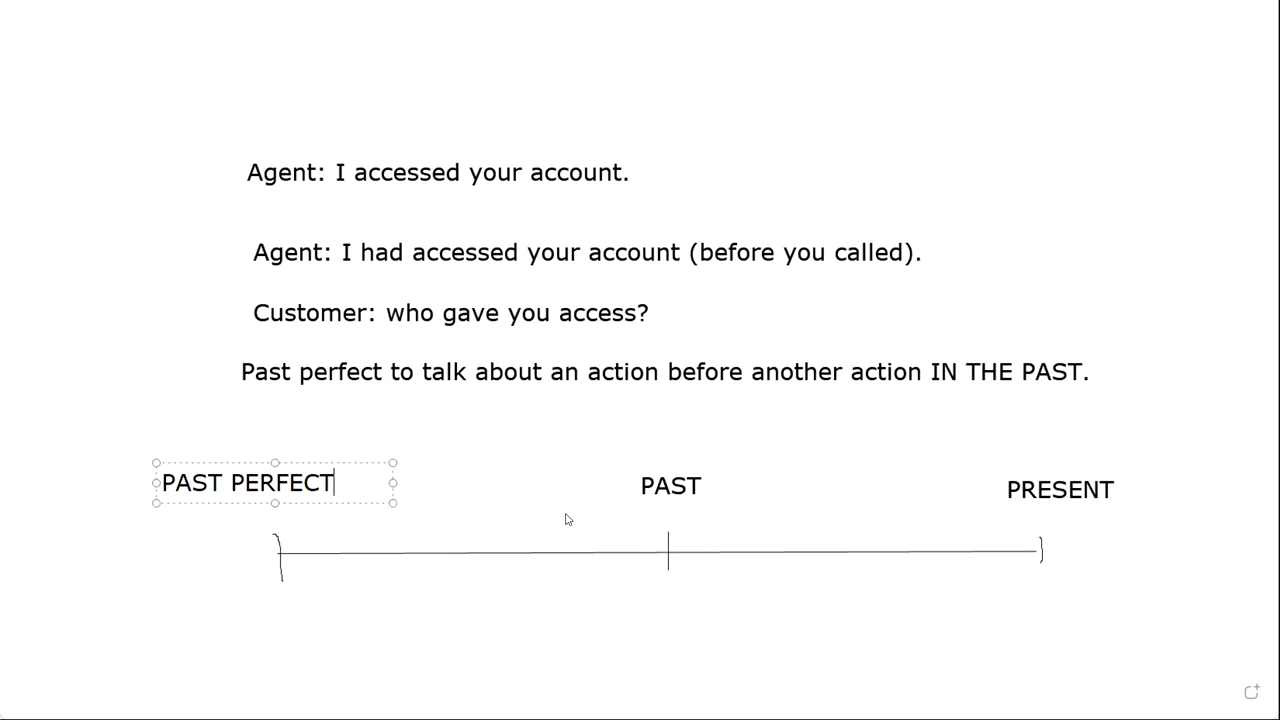 Agent: I accessed your account.
Agent: I had accessed your account (before you called).
Customer: who gave you access?
Past perfect to talk about an action before another action IN THE PAST.
PAST PERFECT
PAST
PRESENT